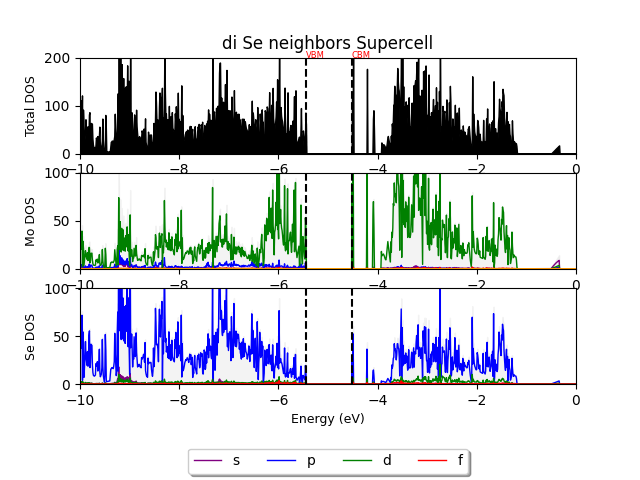 di Se neighbors Supercell
VBM CBM
200
100
0
Total DOS
−10 −8 −6 −4 −2 0
100
50
0
Mo DOS
−10 −8 −6 −4 −2 0
100
50
0
Se DOS
−10 −8 −6 −4 −2 0
Energy (eV)
s p d f